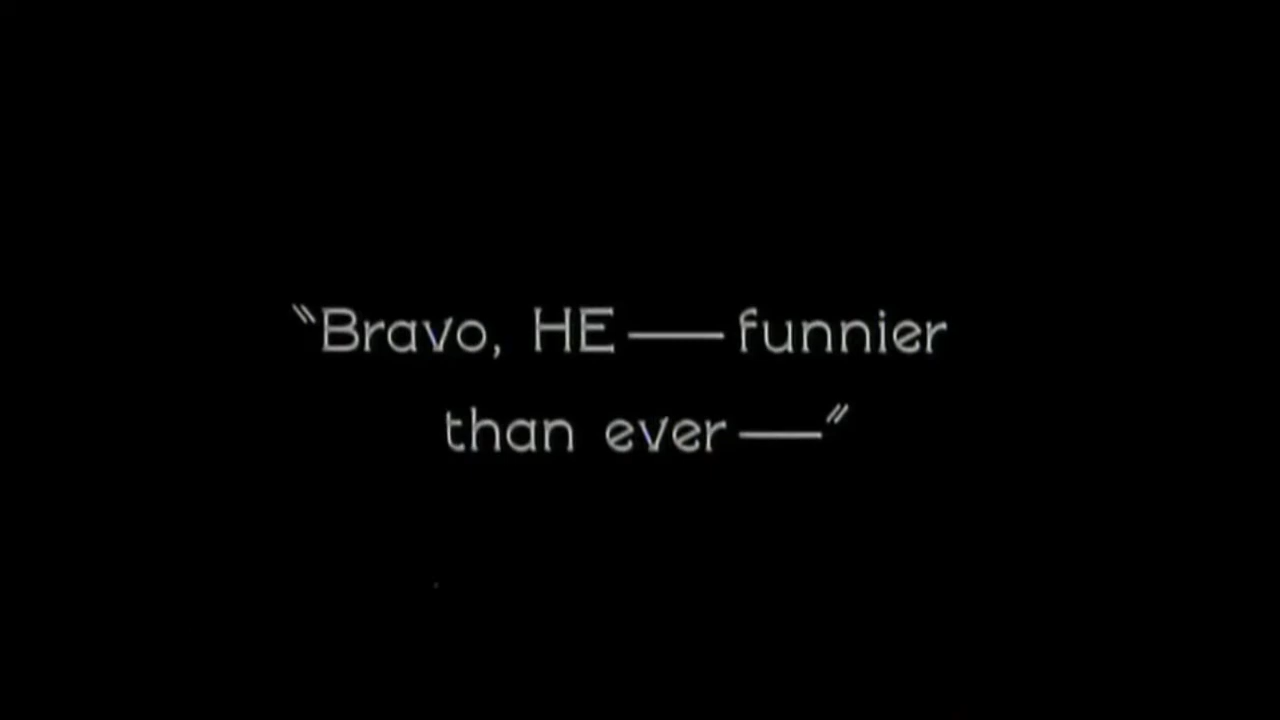 "Bravo, HE — funnier
than ever —"